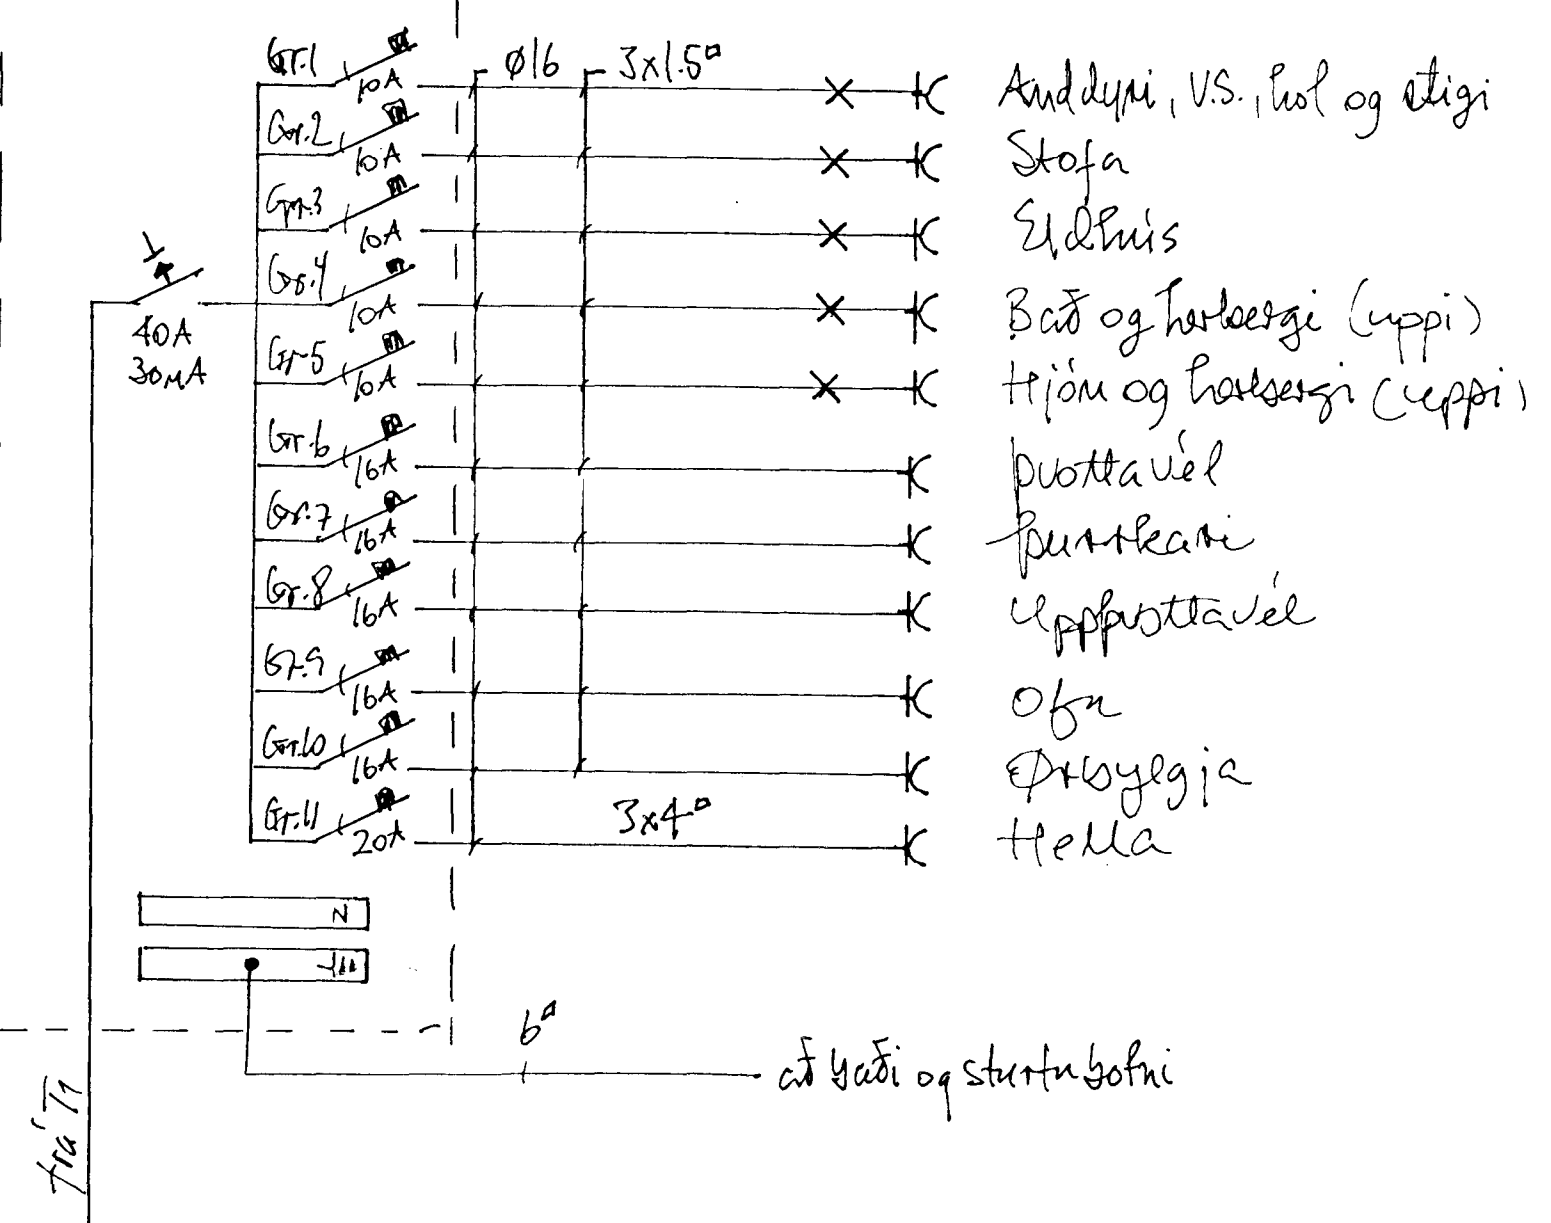 Gr.1 10A Ø16 3x1.5▫ Anddyri, V.S., hol og stigi
Gr.2 10A Stofa
Gr.3 10A Eldhús
Gr.4 10A Bað og herbergi (uppi)
40A
30mA
Gr.5 10A Hjón og herbergi (uppi)
Gr.6 16A Þvottavél
Gr.7 16A Þurrkari
Gr.8 16A Uppþvottavél
Gr.9 16A Ofn
Gr.10 16A Ørbylgja
3x4▫
Gr.11 20A Hella
N
6▫
að baði og sturtubotni
frá T1